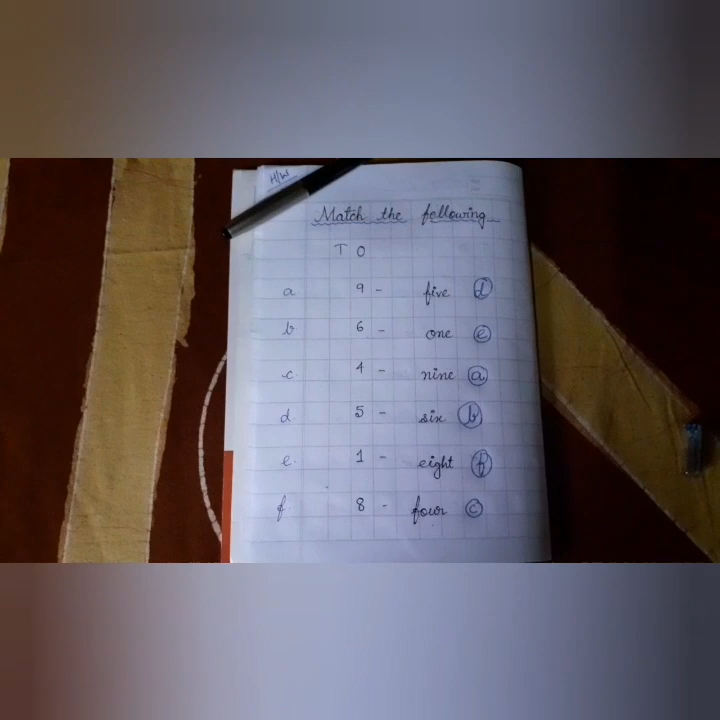 H/W
Match the following
T O
a 9 - five d
b 6 - one e
c. 4 - nine a
d 5 - six b
e. 1 - eight f
f. 8 - four c